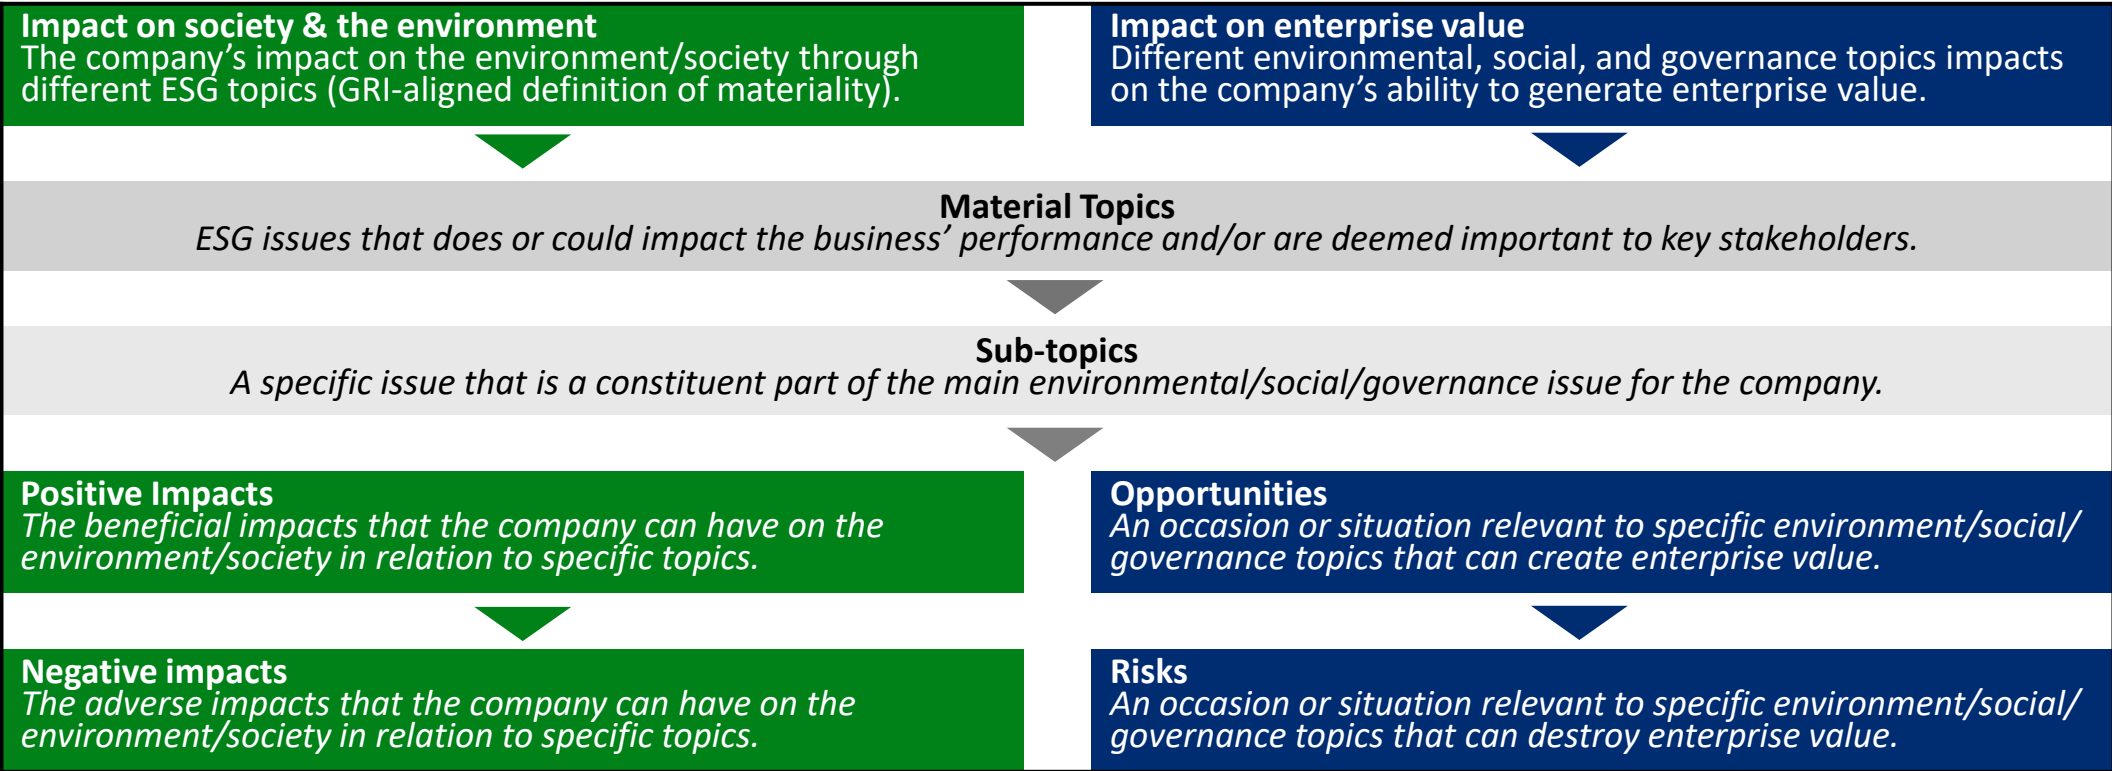 Impact on society & the environment
The company’s impact on the environment/society through
different ESG topics (GRI-aligned definition of materiality).
Impact on enterprise value
Different environmental, social, and governance topics impacts
on the company’s ability to generate enterprise value.
Material Topics
ESG issues that does or could impact the business’ performance and/or are deemed important to key stakeholders.
Sub-topics
A specific issue that is a constituent part of the main environmental/social/governance issue for the company.
Positive Impacts
The beneficial impacts that the company can have on the
environment/society in relation to specific topics.
Opportunities
An occasion or situation relevant to specific environment/social/
governance topics that can create enterprise value.
Negative impacts
The adverse impacts that the company can have on the
environment/society in relation to specific topics.
Risks
An occasion or situation relevant to specific environment/social/
governance topics that can destroy enterprise value.